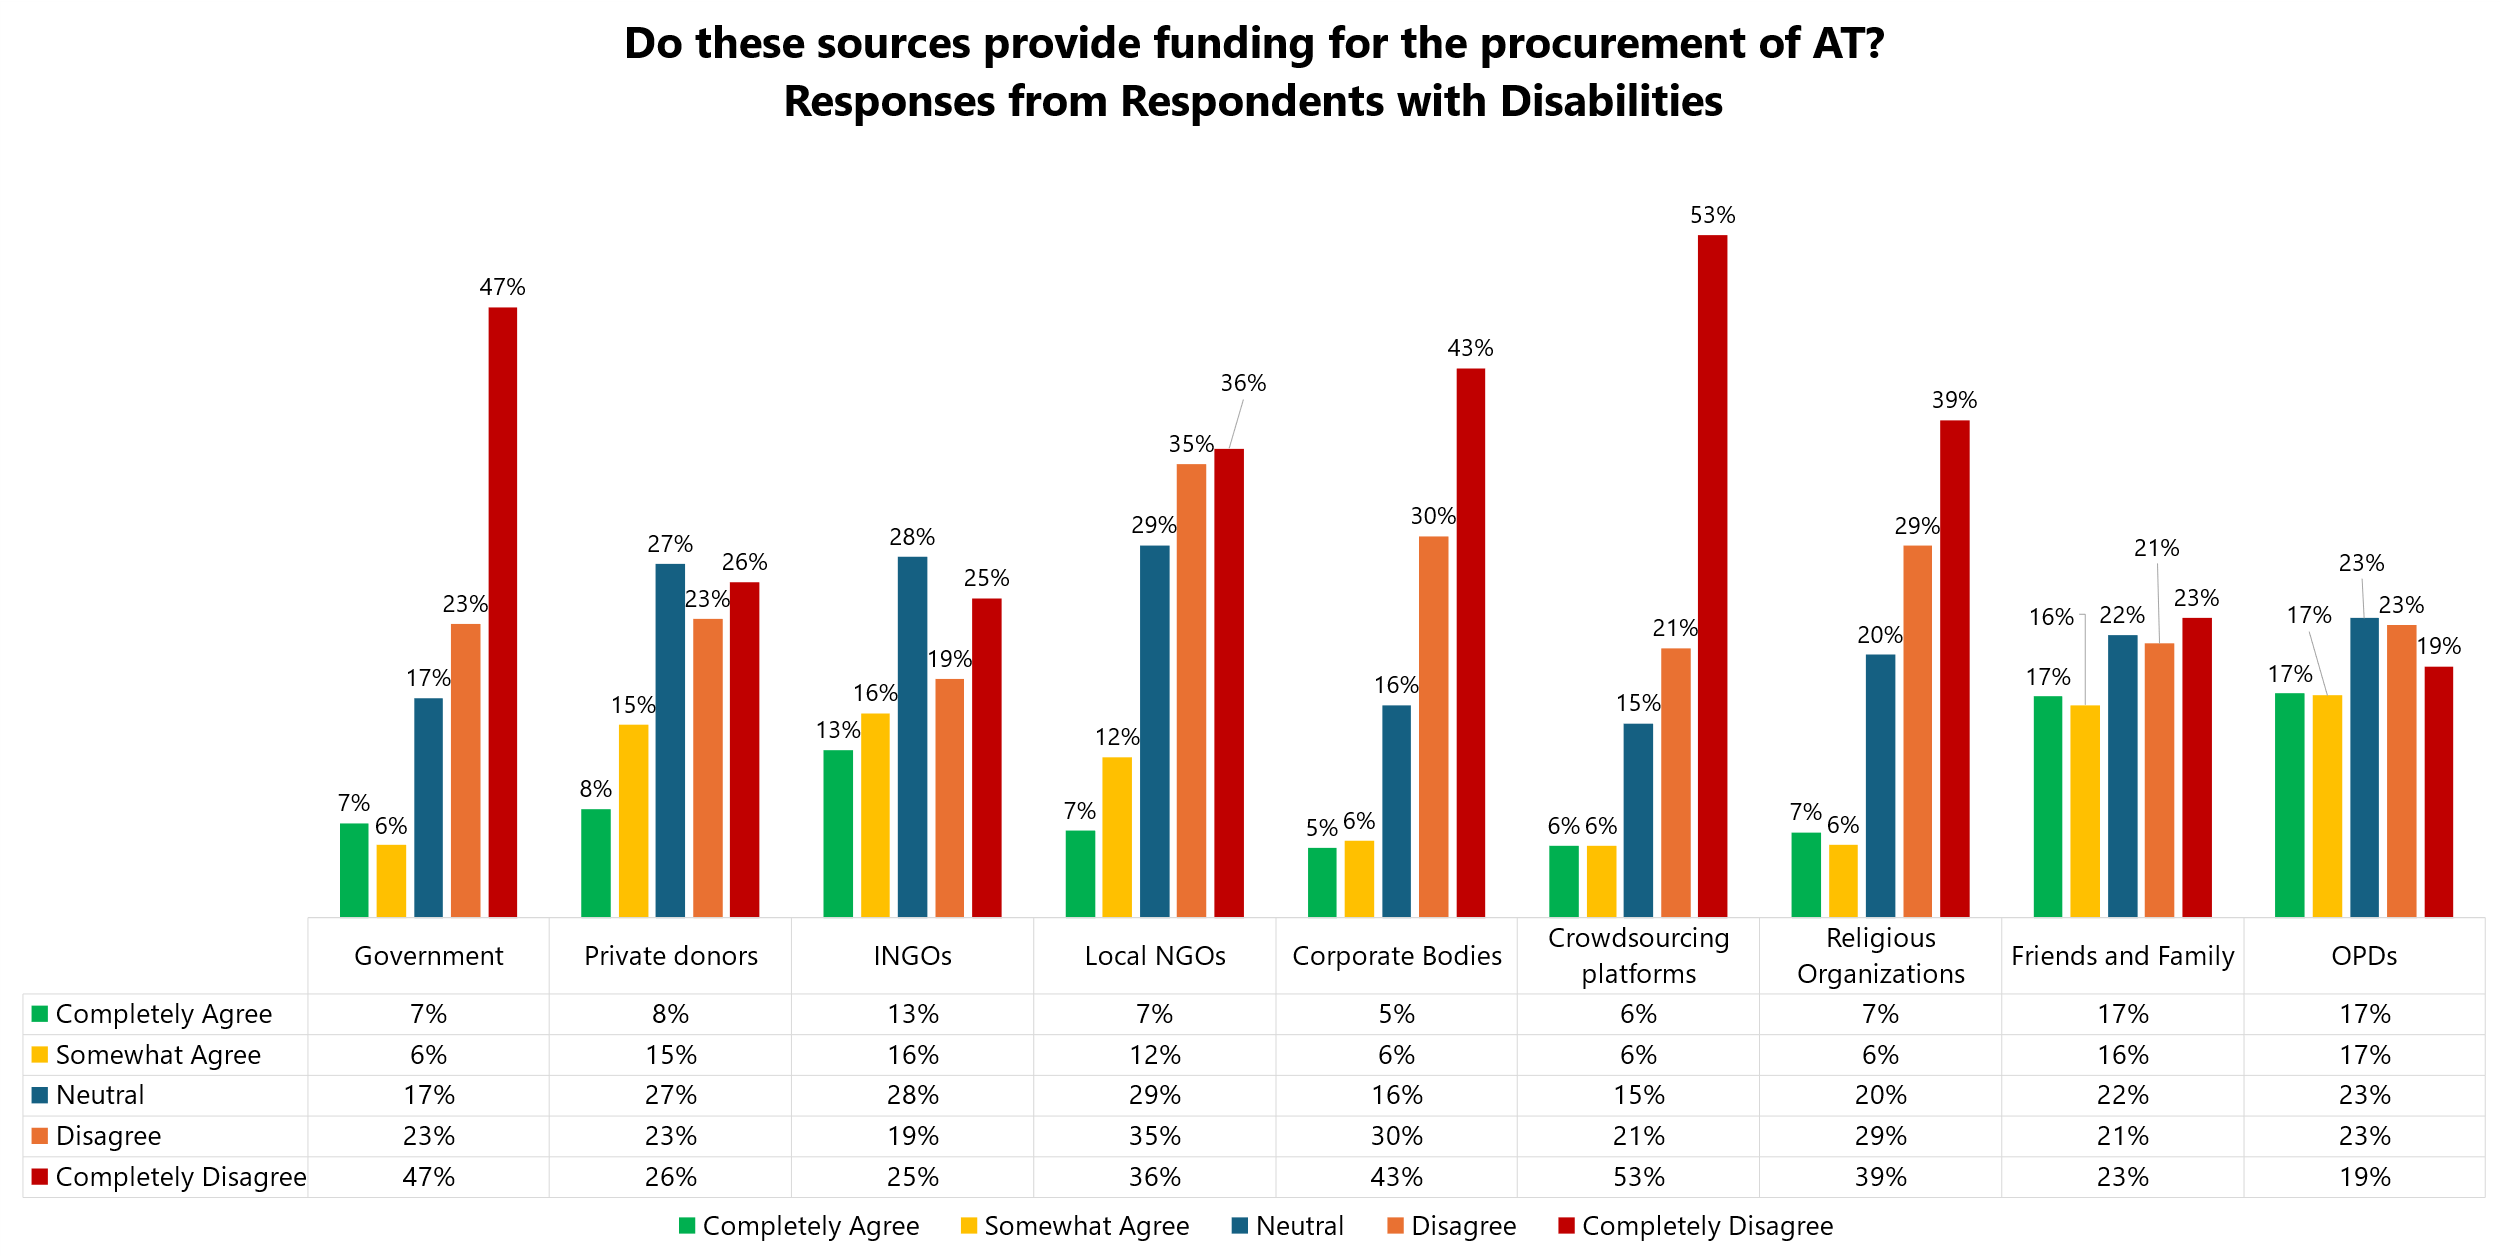 Do these sources provide funding for the procurement of AT?
Responses from Respondents with Disabilities
7% 6% 17% 23% 47%
8% 15% 27% 23% 26%
13% 16% 28% 19% 25%
7% 12% 29% 35% 36%
5% 6% 16% 30% 43%
6% 6% 15% 21% 53%
7% 6% 20% 29% 39%
17% 16% 22% 21% 23%
17% 17% 23% 23% 19%
Government Private donors INGOs Local NGOs Corporate Bodies Crowdsourcing platforms Religious Organizations Friends and Family OPDs
Completely Agree 7% 8% 13% 7% 5% 6% 7% 17% 17%
Somewhat Agree 6% 15% 16% 12% 6% 6% 6% 16% 17%
Neutral 17% 27% 28% 29% 16% 15% 20% 22% 23%
Disagree 23% 23% 19% 35% 30% 21% 29% 21% 23%
Completely Disagree 47% 26% 25% 36% 43% 53% 39% 23% 19%
Completely Agree Somewhat Agree Neutral Disagree Completely Disagree